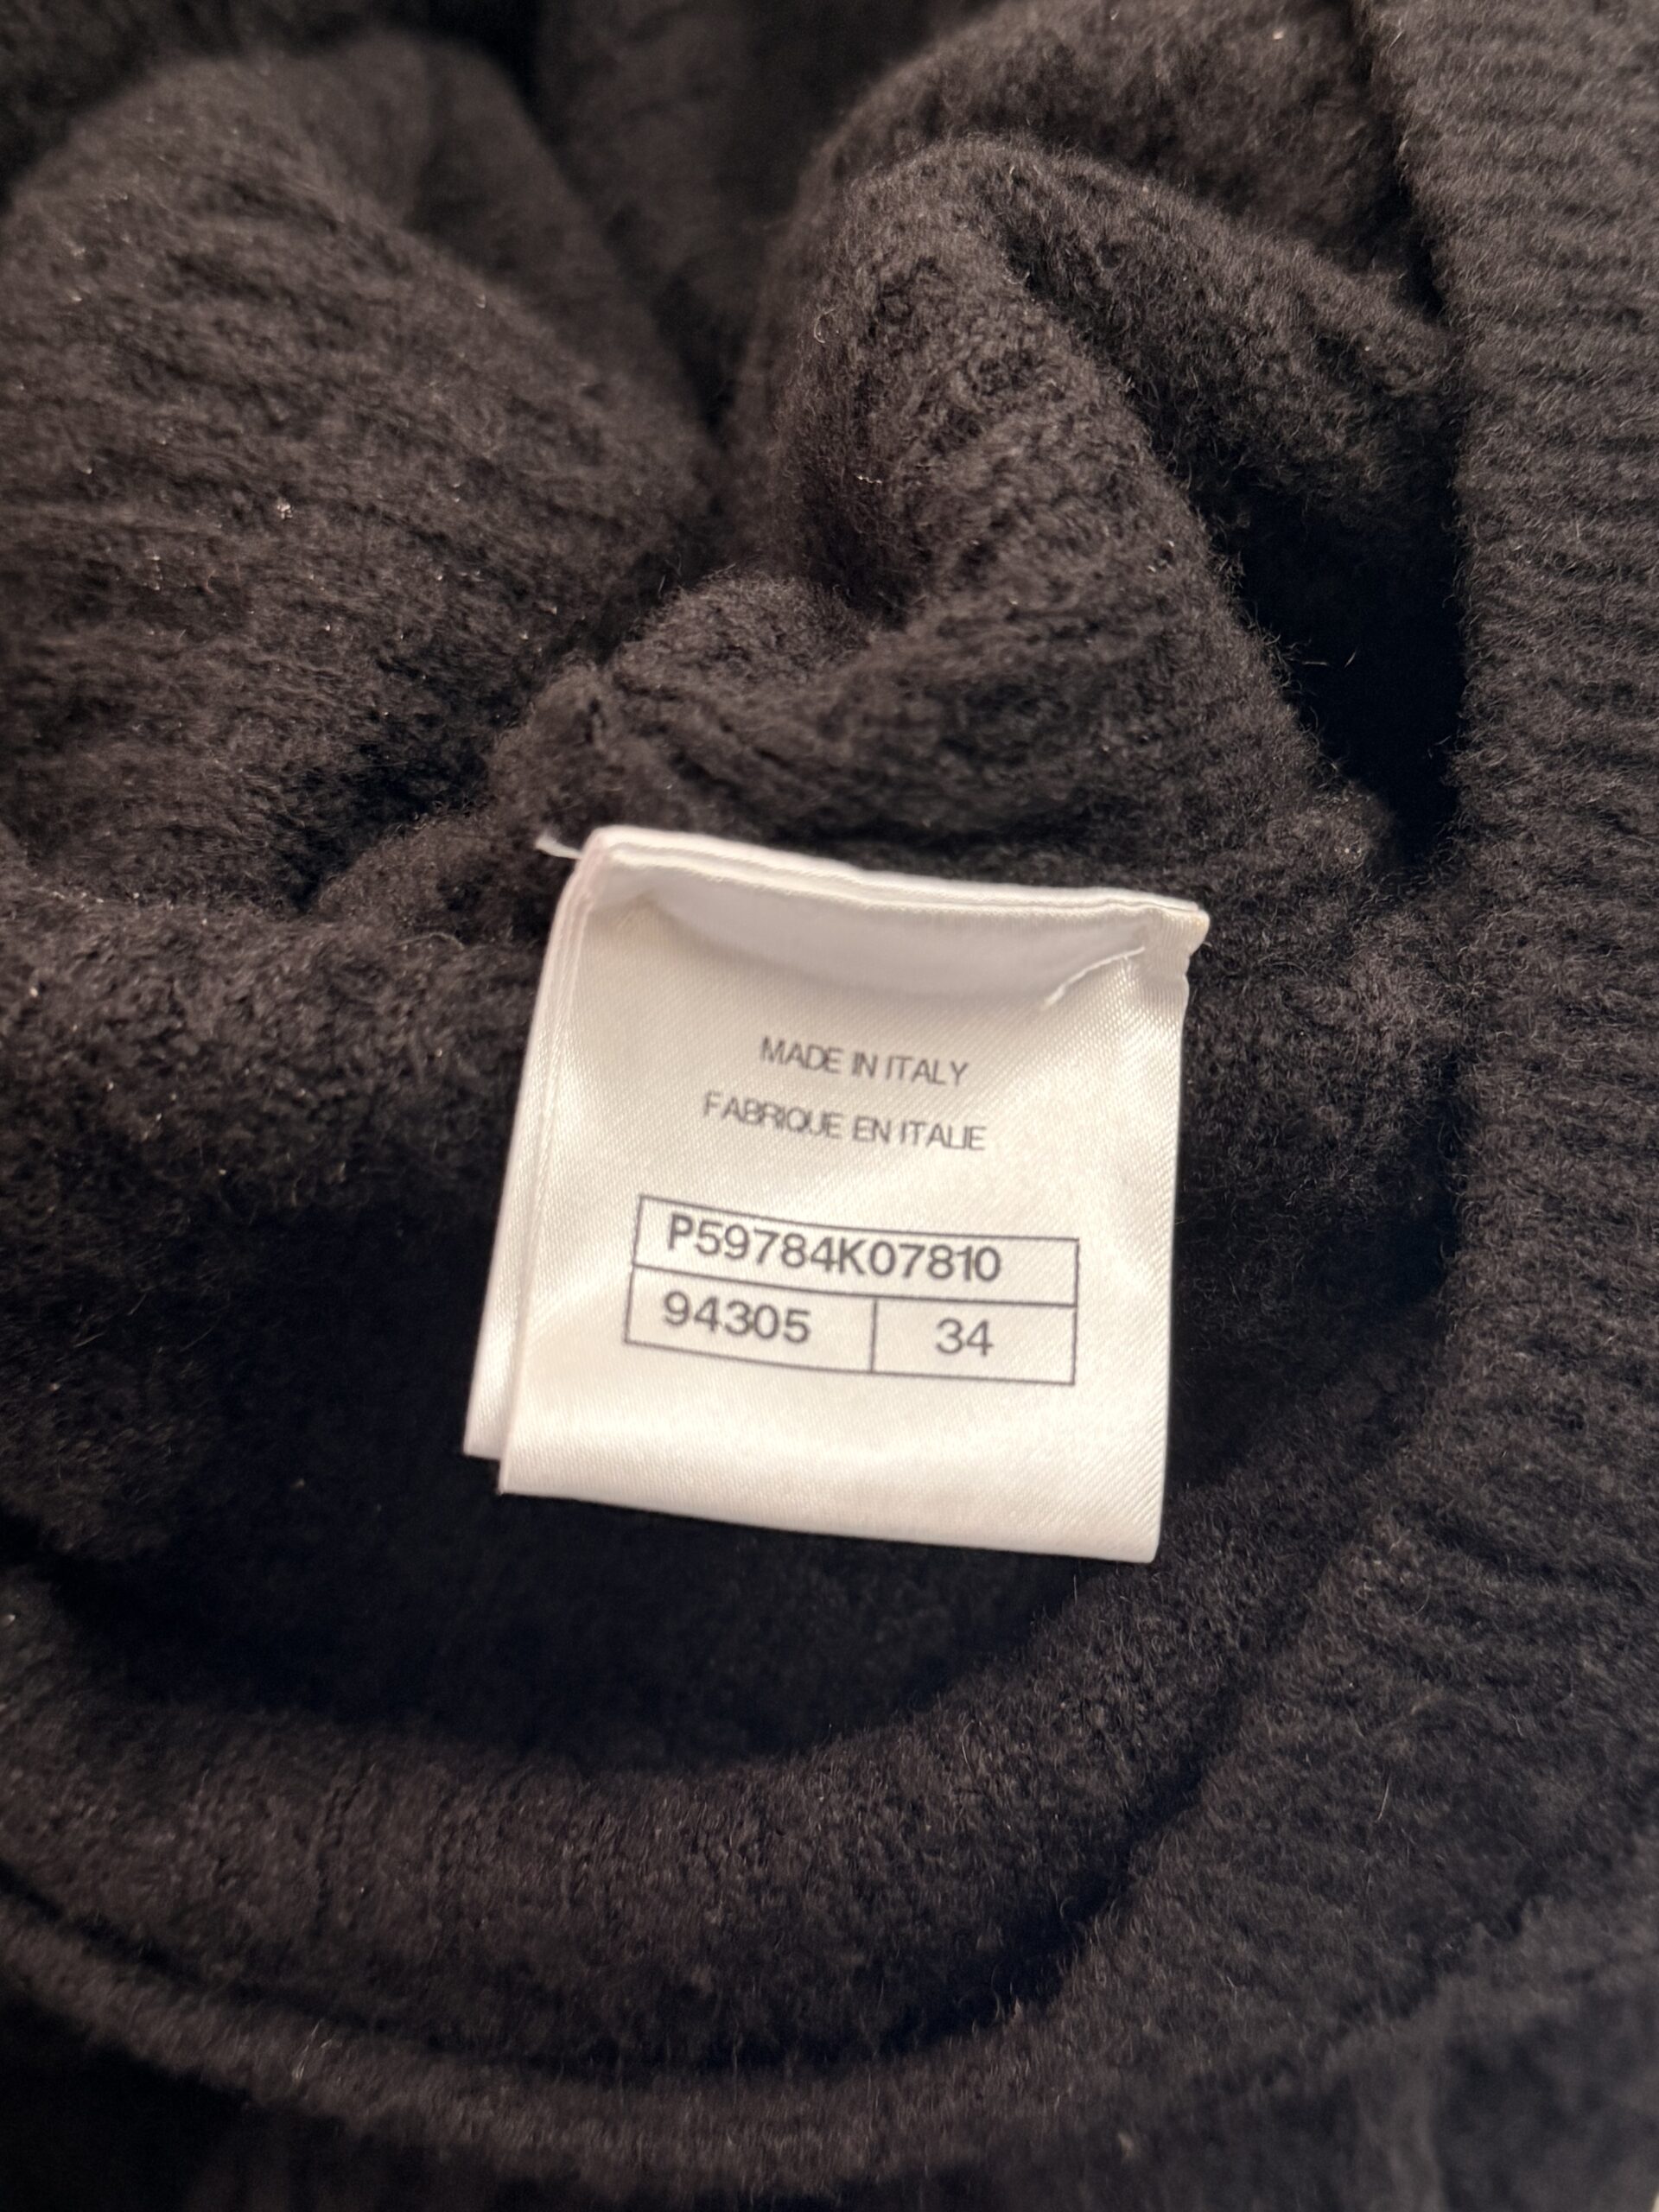 MADE IN ITALY
FABRIQUE EN ITALIE
P59784K07810
94305 34